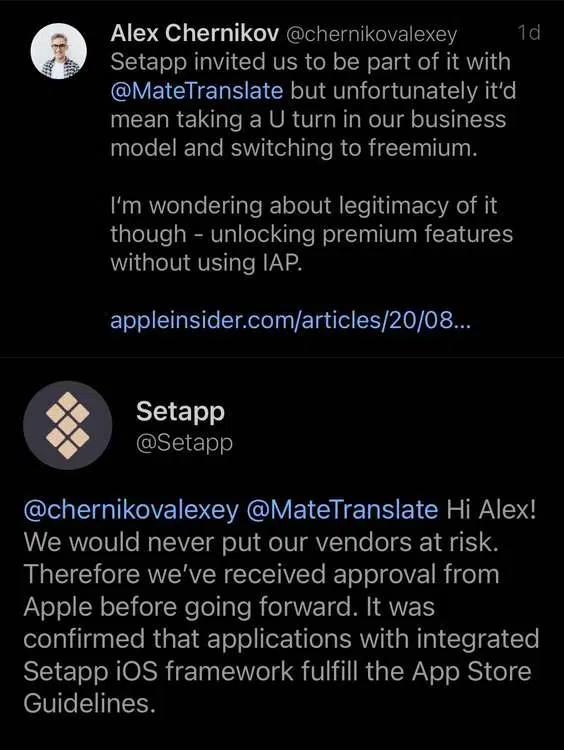 Alex Chernikov @chernikovalexey 1d
Setapp invited us to be part of it with
@MateTranslate but unfortunately it‘d
mean taking a U turn in our business
model and switching to freemium.
I‘m wondering about legitimacy of it
though - unlocking premium features
without using IAP.
appleinsider.com/articles/20/08...
Setapp
@Setapp
@chernikovalexey @MateTranslate Hi Alex!
We would never put our vendors at risk.
Therefore we’ve received approval from
Apple before going forward. It was
confirmed that applications with integrated
Setapp iOS framework fulfill the App Store
Guidelines.